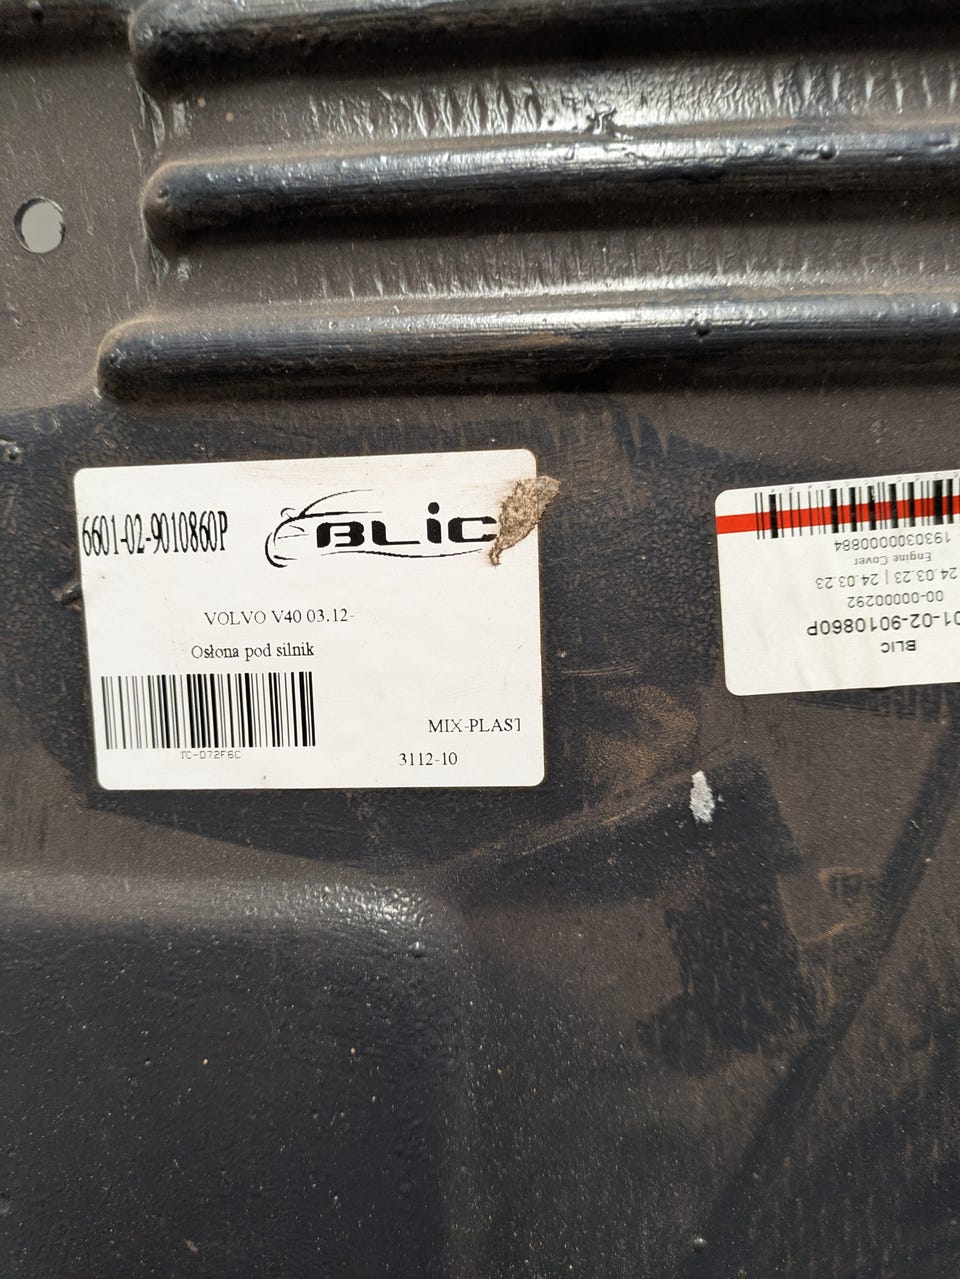 6601-02-9010860P
BLIC
VOLVO V40 03.12-
Osłona pod silnik
TC-D72F6C
MIX-PLAST
3112-10
BLIC
01-02-9010860P
00-00000292
24.03.23 | 24.03.23
Engine Cover
193030000884